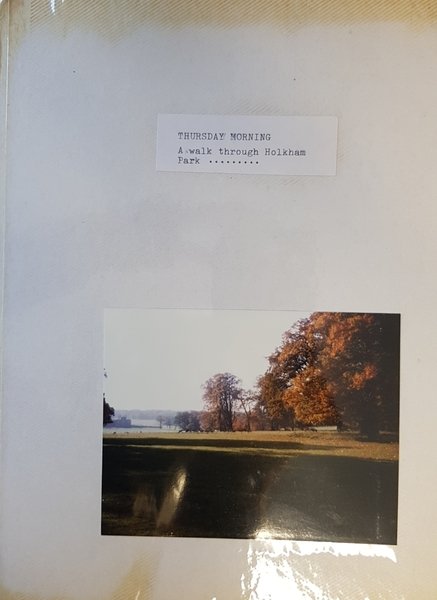 THURSDAY MORNING
A walk through Holkham
Park .........